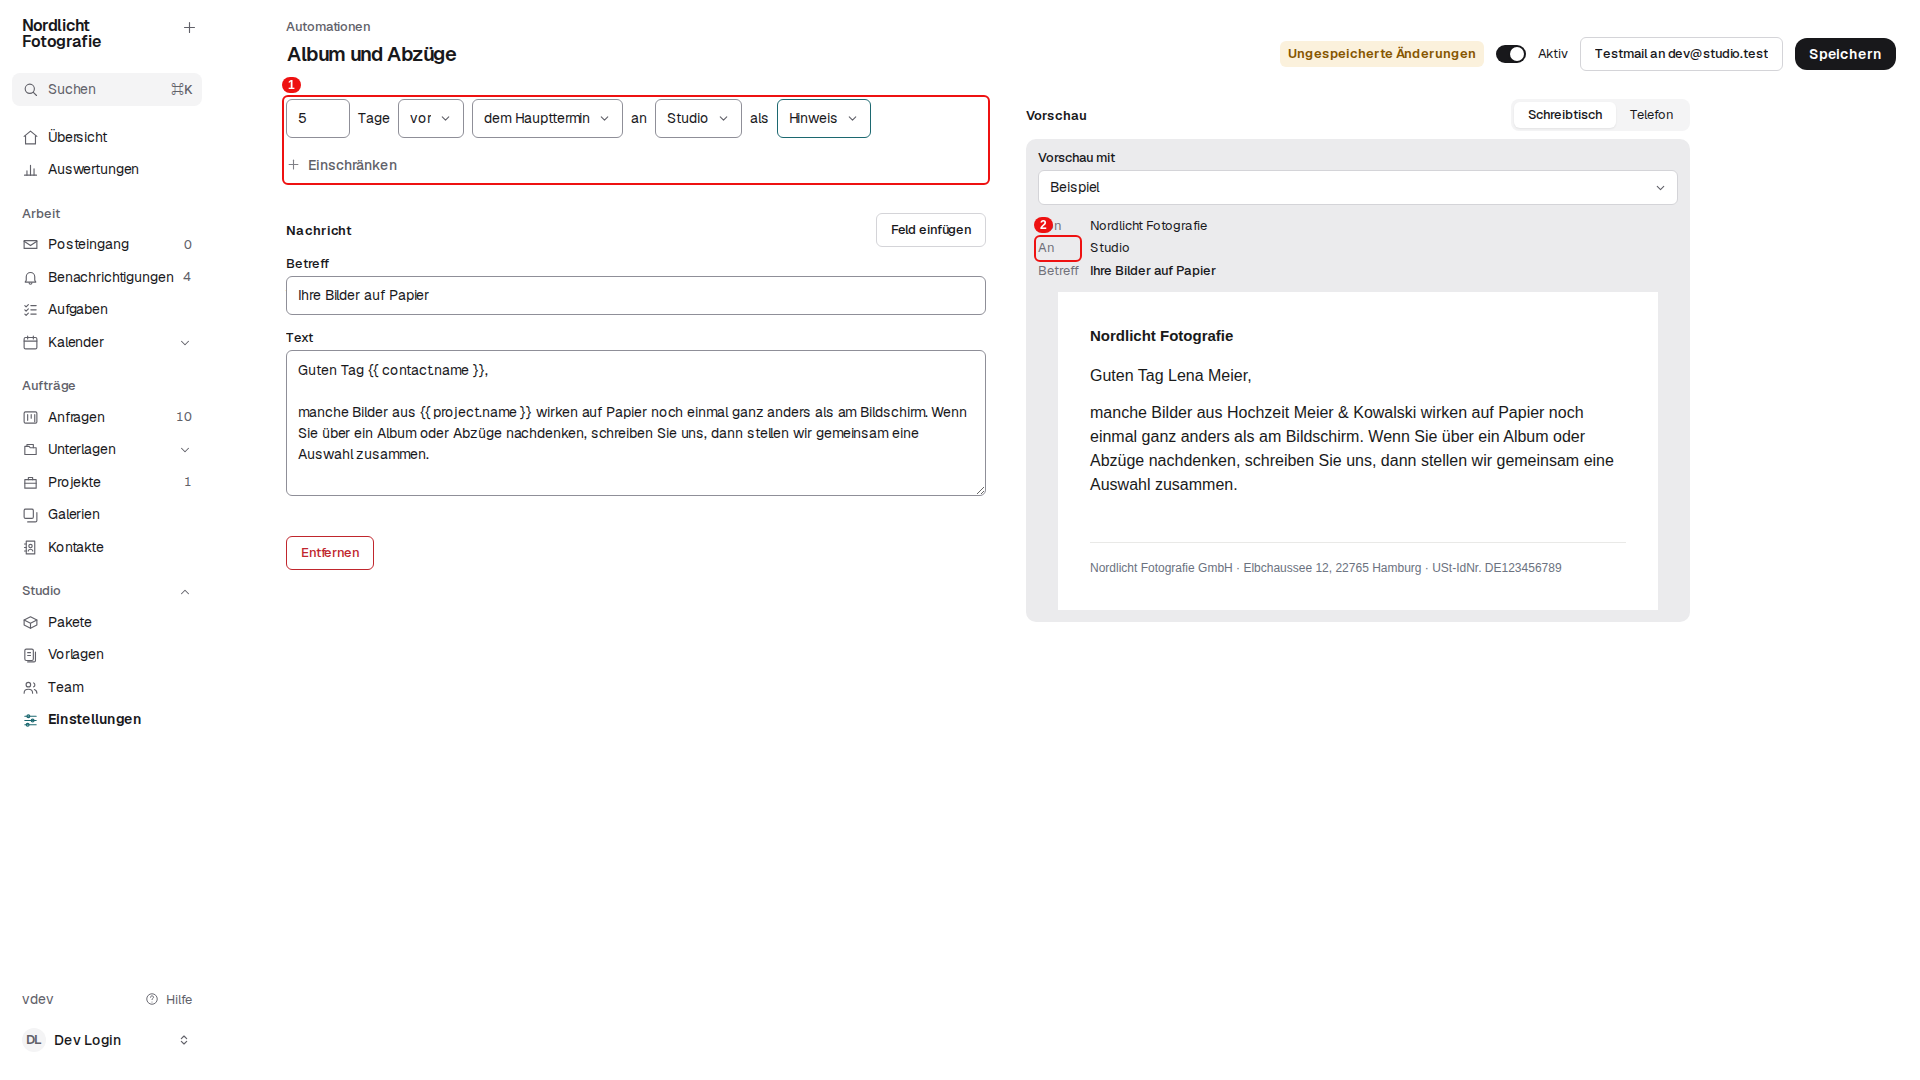 Nordlicht
Fotografie
Suchen ⌘K
Übersicht
Auswertungen
Arbeit
Posteingang 0
Benachrichtigungen 4
Aufgaben
Kalender
Aufträge
Anfragen 10
Unterlagen
Projekte 1
Galerien
Kontakte
Studio
Pakete
Vorlagen
Team
Einstellungen
vdev Hilfe
DL Dev Login
Automationen
Album und Abzüge
Ungespeicherte Änderungen Aktiv Testmail an dev@studio.test Speichern
1
5 Tage vor dem Haupttermin an Studio als Hinweis
Einschränken
Nachricht Feld einfügen
Betreff
Ihre Bilder auf Papier
Text
Guten Tag {{ contact.name }},
manche Bilder aus {{ project.name }} wirken auf Papier noch einmal ganz anders als am Bildschirm. Wenn
Sie über ein Album oder Abzüge nachdenken, schreiben Sie uns, dann stellen wir gemeinsam eine
Auswahl zusammen.
Entfernen
Vorschau Schreibtisch Telefon
Vorschau mit
Beispiel
2 n Nordlicht Fotografie
An Studio
Betreff Ihre Bilder auf Papier
Nordlicht Fotografie
Guten Tag Lena Meier,
manche Bilder aus Hochzeit Meier & Kowalski wirken auf Papier noch
einmal ganz anders als am Bildschirm. Wenn Sie über ein Album oder
Abzüge nachdenken, schreiben Sie uns, dann stellen wir gemeinsam eine
Auswahl zusammen.
Nordlicht Fotografie GmbH · Elbchaussee 12, 22765 Hamburg · USt-IdNr. DE123456789